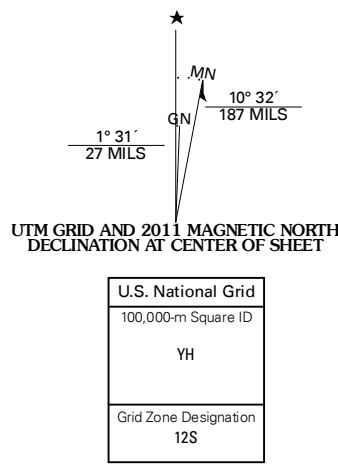 ★
MN
GN
10° 32´
187 MILS
1° 31´
27 MILS
UTM GRID AND 2011 MAGNETIC NORTH
DECLINATION AT CENTER OF SHEET
U.S. National Grid
100,000-m Square ID
YH
Grid Zone Designation
12S